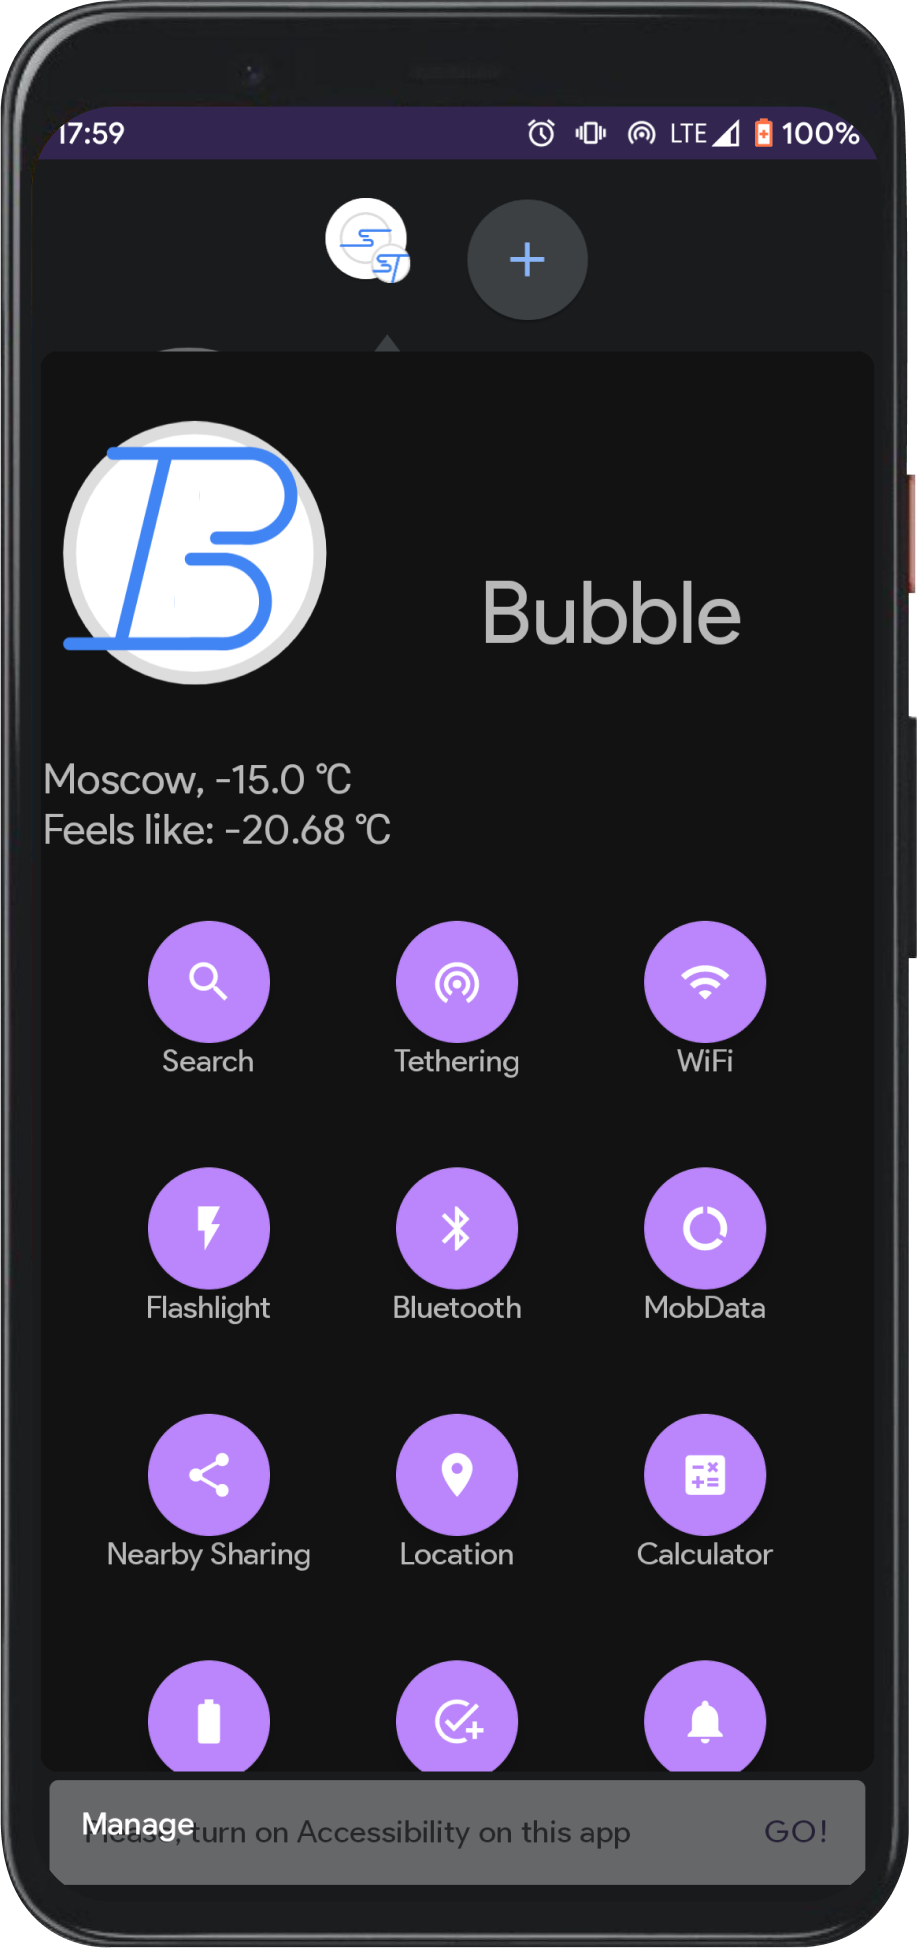 17:59
LTE 100%
Bubble
Moscow, -15.0 °C
Feels like: -20.68 °C
Search
Tethering
WiFi
Flashlight
Bluetooth
MobData
Nearby Sharing
Location
Calculator
Manage
Please, turn on Accessibility on this app
GO!